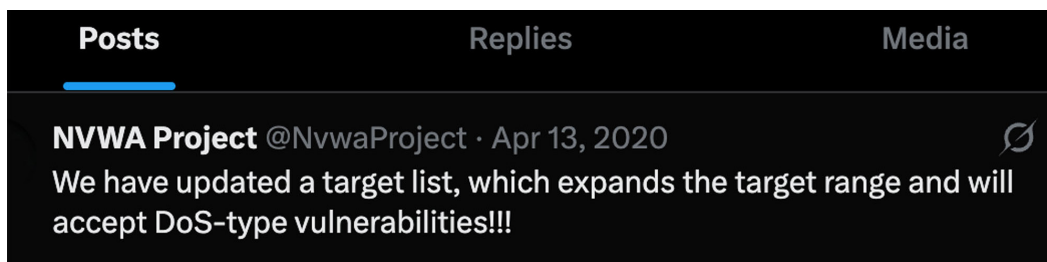 Posts Replies Media
NVWA Project @NvwaProject · Apr 13, 2020
We have updated a target list, which expands the target range and will
accept DoS-type vulnerabilities!!!